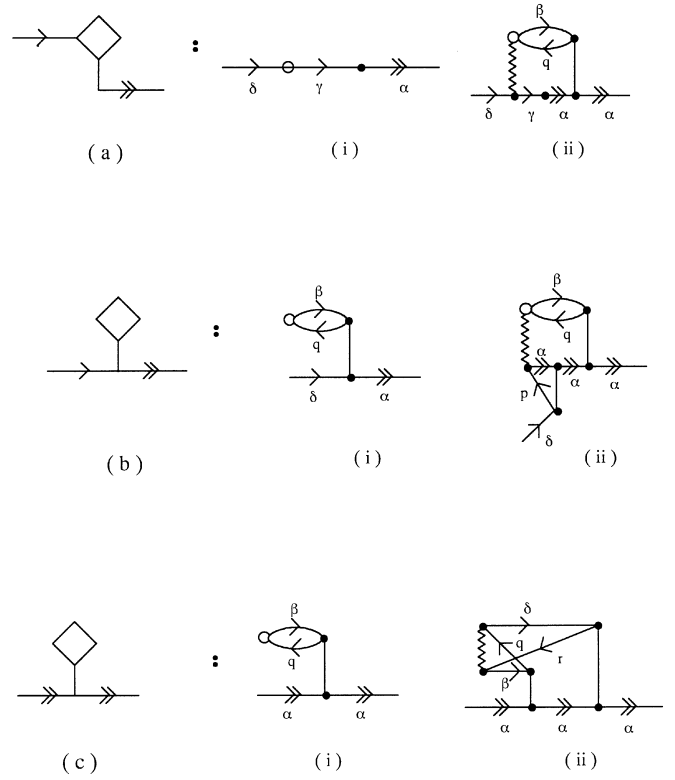 β
: q
δ γ α δ γ α α
( a ) ( i ) ( ii )
β β
: q q
α α α
δ α p
δ
( b ) ( i ) ( ii )
β δ
: q q r
β
α α α α α
( c ) ( i ) ( ii )